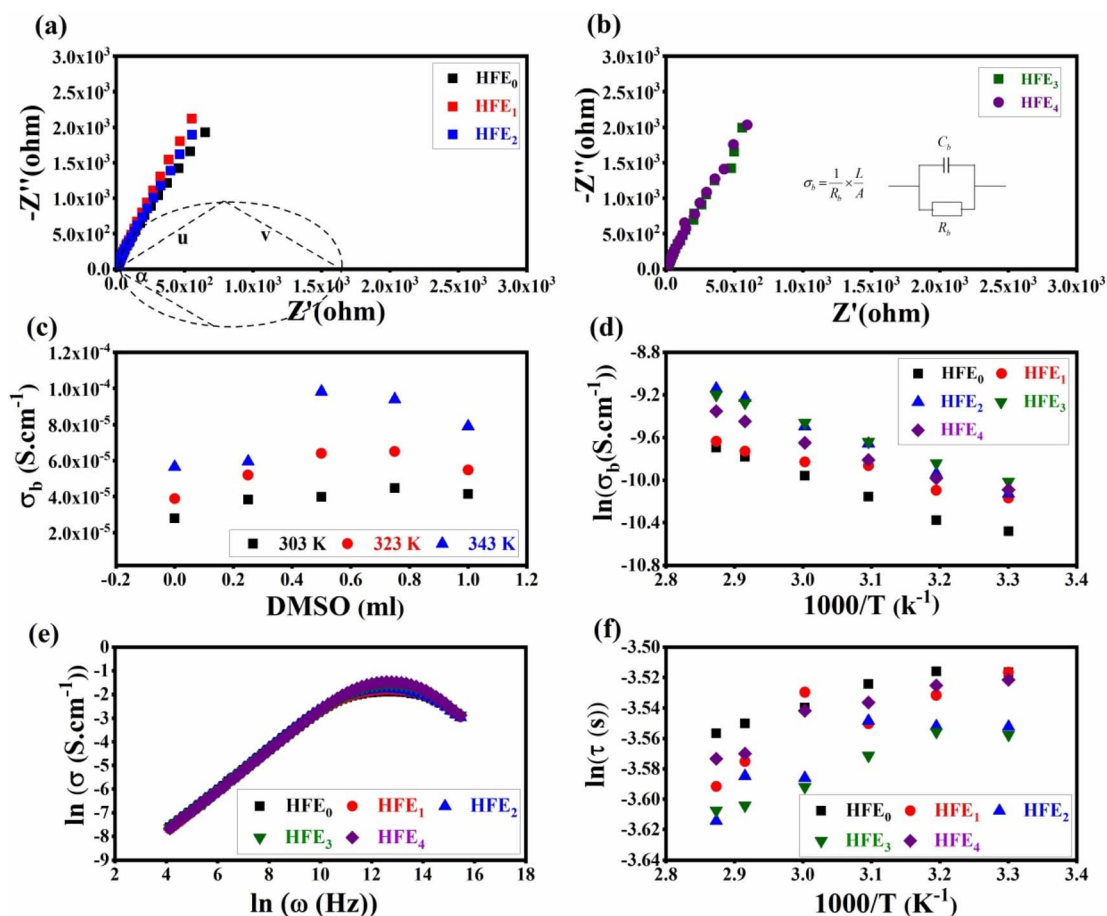 (a)
3.0x10³
2.5x10³
2.0x10³
1.5x10³
1.0x10³
5.0x10²
0.0
-Z''(ohm)
HFE₀
HFE₁
HFE₂
u
v
α
0.0
5.0x10²
1.0x10³
1.5x10³
2.0x10³
2.5x10³
3.0x10³
Z'(ohm)
(b)
3.0x10³
2.5x10³
2.0x10³
1.5x10³
1.0x10³
5.0x10²
0.0
-Z''(ohm)
HFE₃
HFE₄
σ_b = 1/R_b × L/A
C_b
R_b
0.0
5.0x10²
1.0x10³
1.5x10³
2.0x10³
2.5x10³
3.0x10³
Z'(ohm)
(c)
1.2x10⁻⁴
1.0x10⁻⁴
8.0x10⁻⁵
6.0x10⁻⁵
4.0x10⁻⁵
2.0x10⁻⁵
σ_b (S.cm⁻¹)
303 K 323 K 343 K
-0.2 0.0 0.2 0.4 0.6 0.8 1.0 1.2
DMSO (ml)
(d)
-8.8
-9.2
-9.6
-10.0
-10.4
-10.8
ln(σ_b(S.cm⁻¹))
HFE₀ HFE₁
HFE₂ HFE₃
HFE₄
2.8 2.9 3.0 3.1 3.2 3.3 3.4
1000/T (k⁻¹)
(e)
0
-1
-2
-3
-4
-5
-6
-7
-8
-9
ln (σ (S.cm⁻¹)
HFE₀ HFE₁ HFE₂
HFE₃ HFE₄
2 4 6 8 10 12 14 16 18
ln (ω (Hz))
(f)
-3.50
-3.52
-3.54
-3.56
-3.58
-3.60
-3.62
-3.64
ln(τ (s))
HFE₀ HFE₁ HFE₂
HFE₃ HFE₄
2.8 2.9 3.0 3.1 3.2 3.3 3.4
1000/T (K⁻¹)